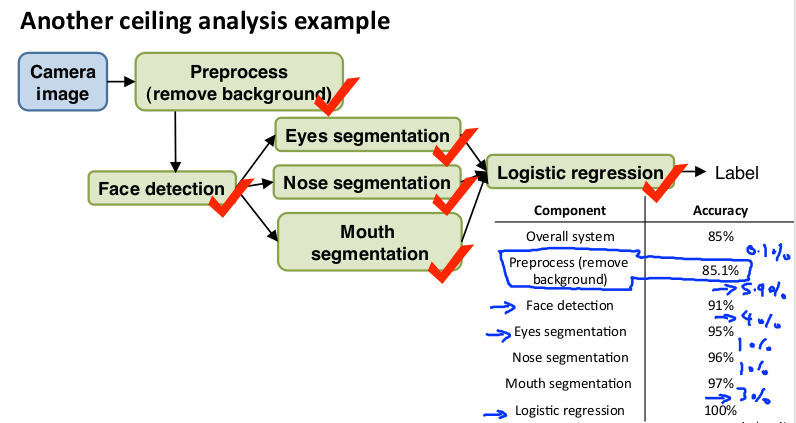 Another ceiling analysis example
Camera
image
Preprocess
(remove background)
Eyes segmentation
Face detection
Nose segmentation
Logistic regression
Label
Mouth
segmentation
Component Accuracy
Overall system 85%
0.1%
Preprocess (remove
background) 85.1%
5.9%
Face detection 91%
4%
Eyes segmentation 95%
1%
Nose segmentation 96%
1%
Mouth segmentation 97%
3%
Logistic regression 100%